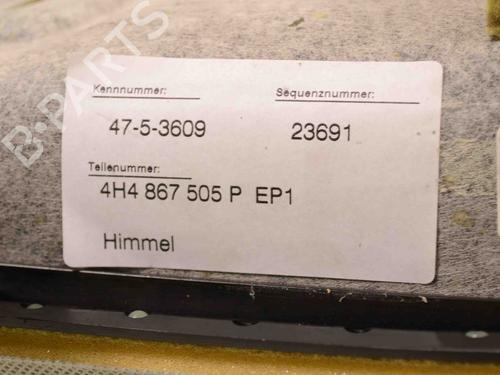 B-PARTS
Kennnummer:
Sequenznummer:
47-5-3609
23691
Teilenummer:
4H4 867 505 P EP1
Himmel